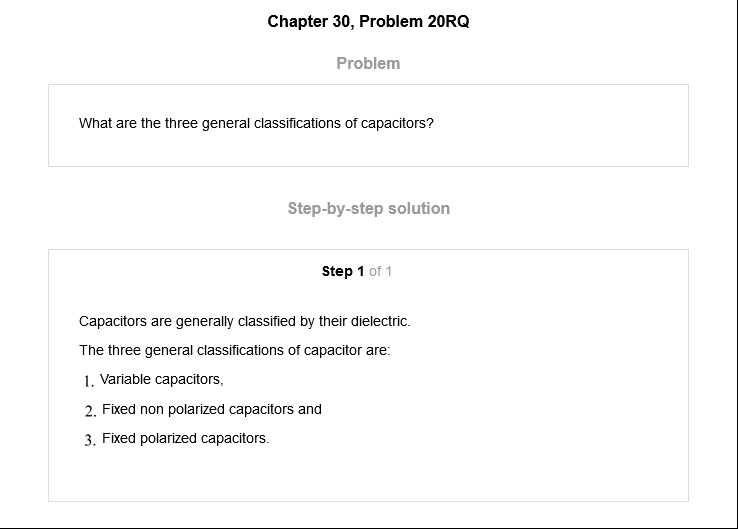 Chapter 30, Problem 20RQ
Problem
What are the three general classifications of capacitors?
Step-by-step solution
Step 1 of 1
Capacitors are generally classified by their dielectric.
The three general classifications of capacitor are:
1. Variable capacitors,
2. Fixed non polarized capacitors and
3. Fixed polarized capacitors.